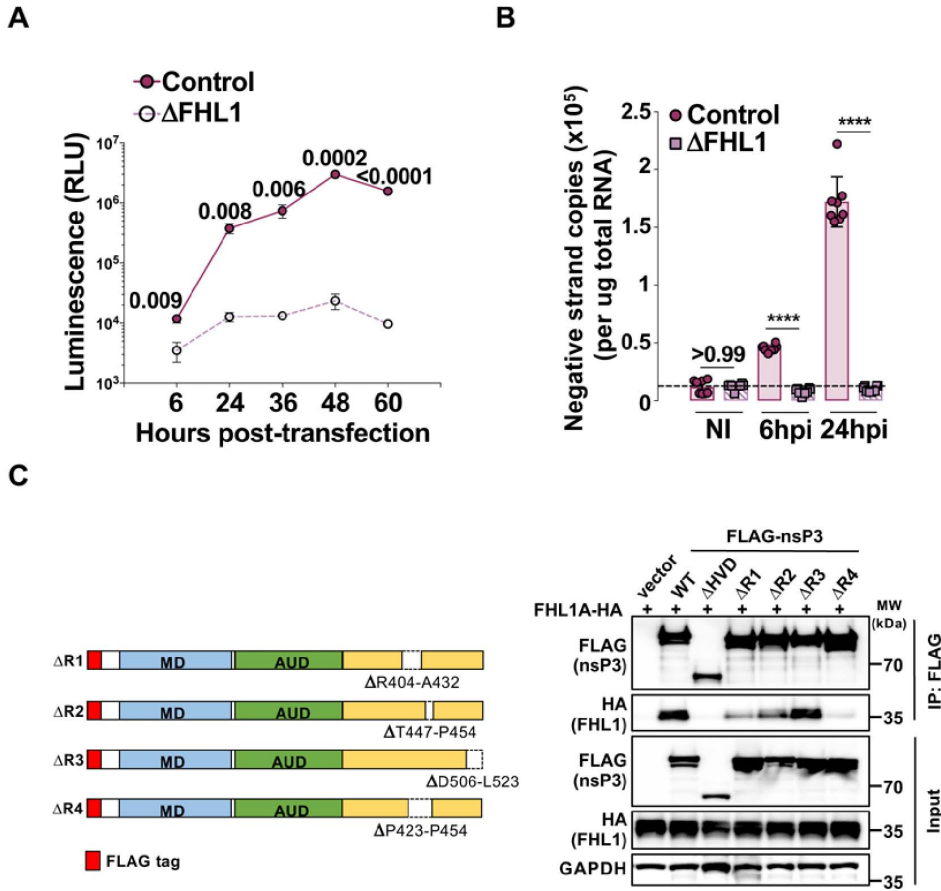 A
Control
ΔFHL1
Luminescence (RLU)
10⁷
10⁶
10⁵
10⁴
10³
0.009
0.008
0.006
0.0002
<0.0001
6 24 36 48 60
Hours post-transfection
B
Control
ΔFHL1
Negative strand copies (x10⁵)
(per ug total RNA)
2.5
2
1.5
1
0.5
0
>0.99
****
****
NI 6hpi 24hpi
C
ΔR1 MD AUD
ΔR404-A432
ΔR2 MD AUD
ΔT447-P454
ΔR3 MD AUD
ΔD506-L523
ΔR4 MD AUD
ΔP423-P454
FLAG tag
FLAG-nsP3
vector WT ΔHVD ΔR1 ΔR2 ΔR3 ΔR4
FHL1A-HA + + + + + + +
MW
(kDa)
FLAG
(nsP3)
70
HA
(FHL1)
35
IP: FLAG
FLAG
(nsP3)
70
HA
(FHL1)
35
GAPDH
35
Input